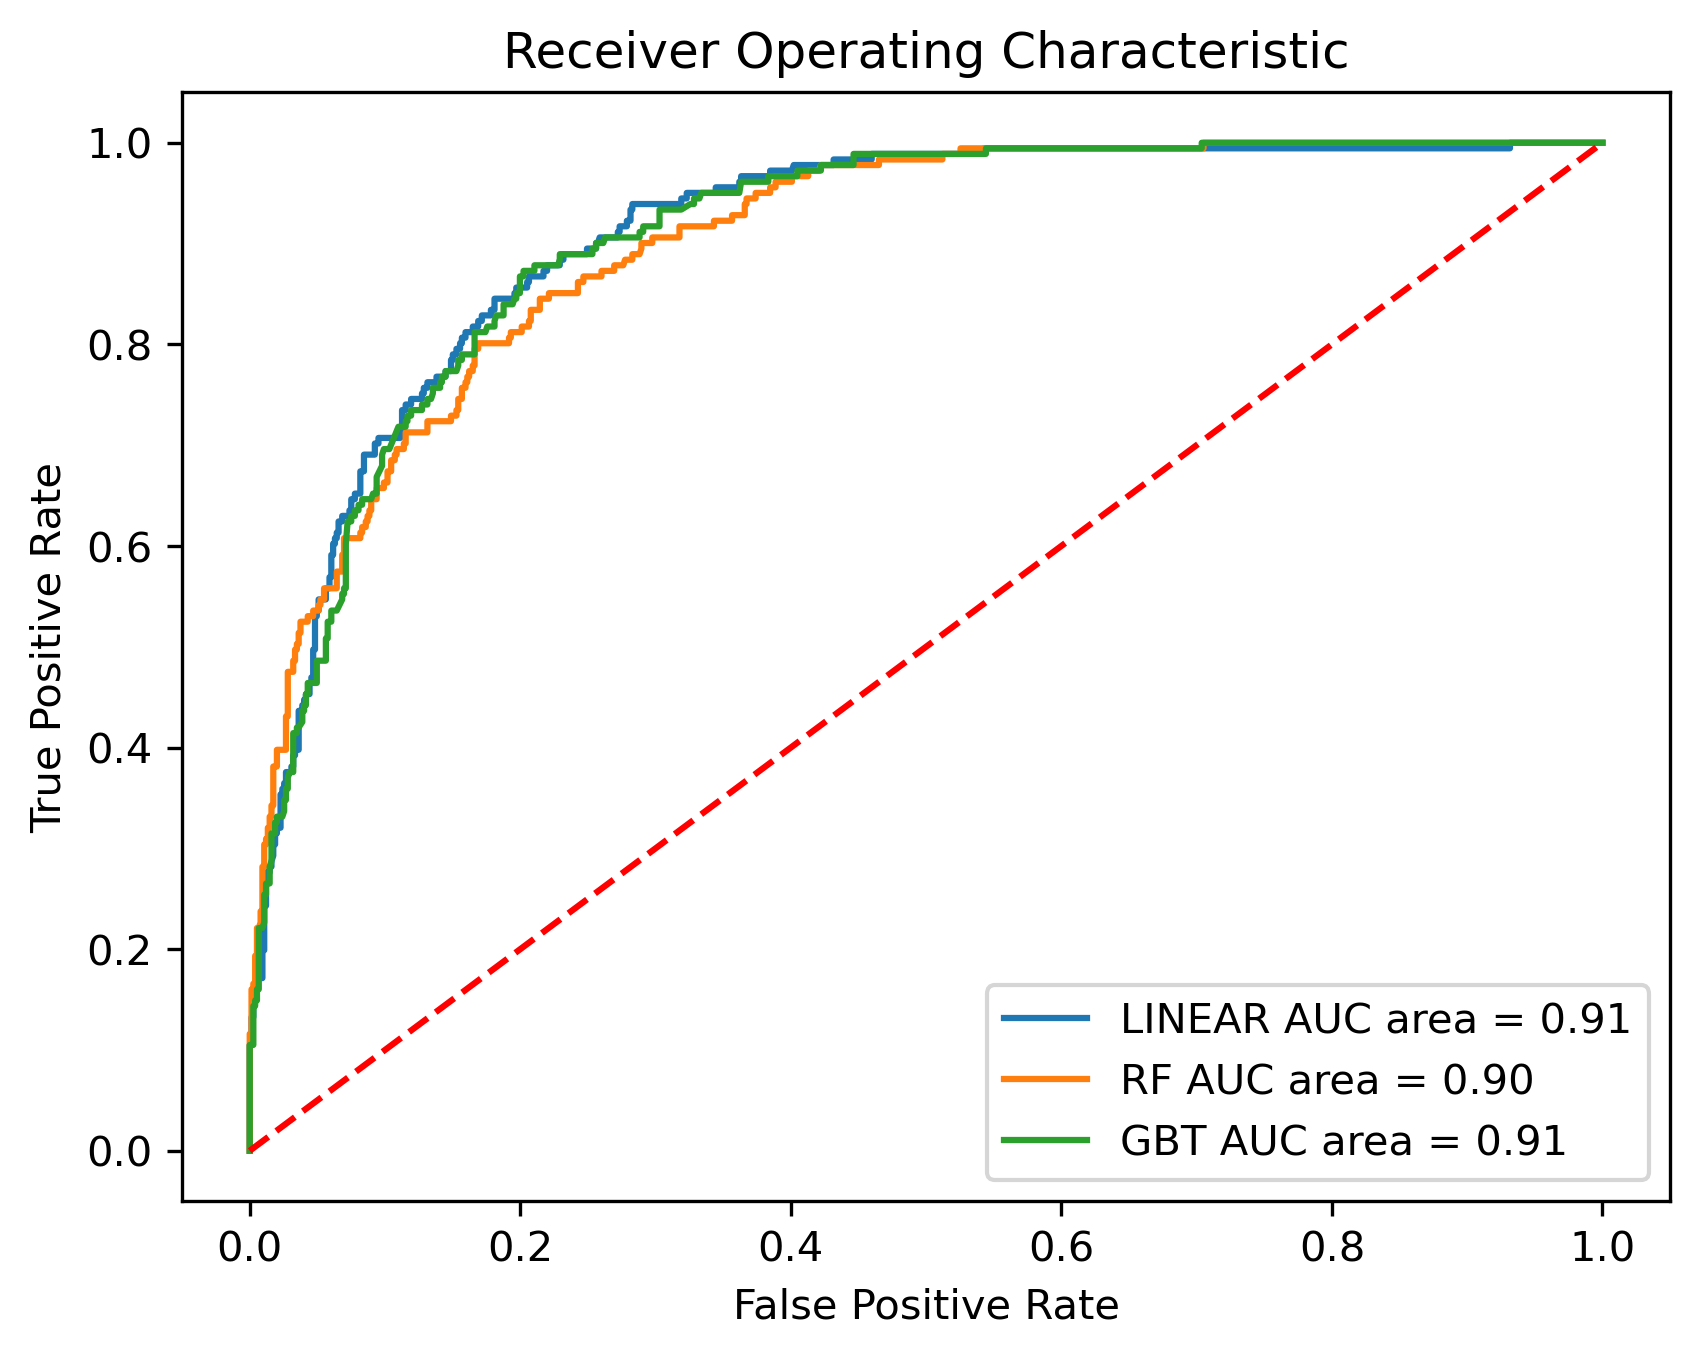 Receiver Operating Characteristic
1.0
0.8
0.6
0.4
0.2
0.0
True Positive Rate
LINEAR AUC area = 0.91
RF AUC area = 0.90
GBT AUC area = 0.91
0.0 0.2 0.4 0.6 0.8 1.0
False Positive Rate